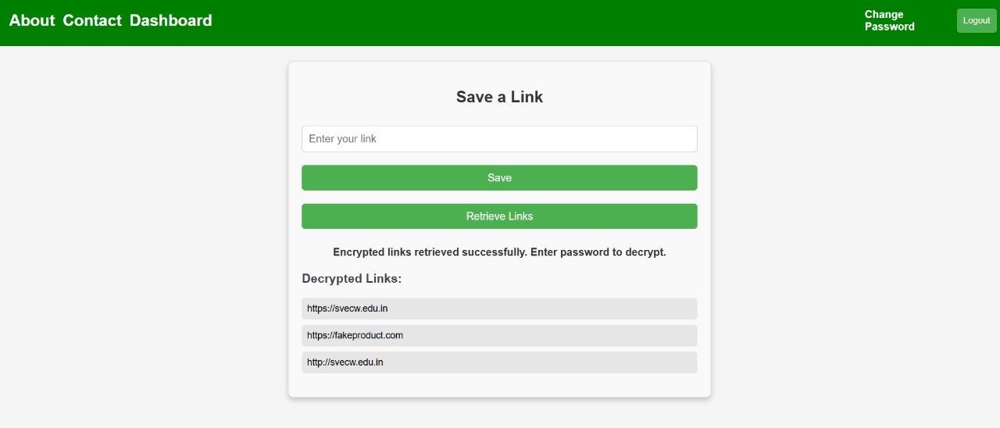 About Contact Dashboard
Change
Password
Logout
Save a Link
Enter your link
Save
Retrieve Links
Encrypted links retrieved successfully. Enter password to decrypt.
Decrypted Links:
https://svecw.edu.in
https://fakeproduct.com
http://svecw.edu.in